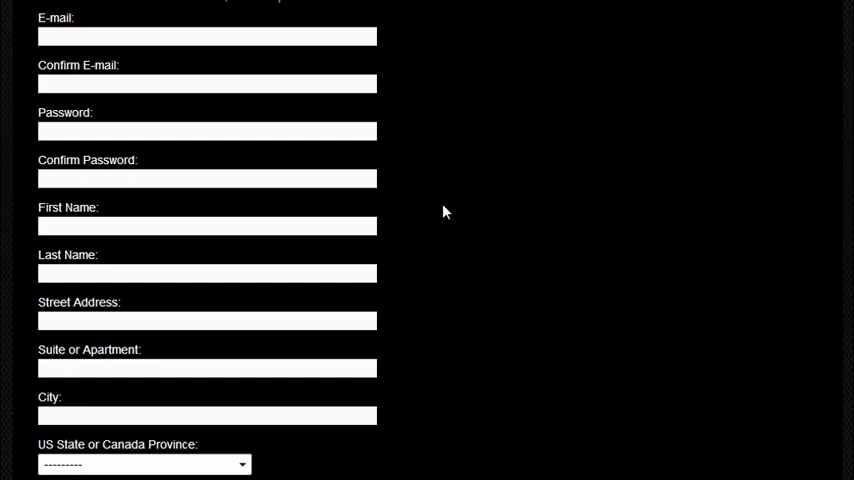 E-mail:
Confirm E-mail:
Password:
Confirm Password:
First Name:
Last Name:
Street Address:
Suite or Apartment:
City:
US State or Canada Province:
---------